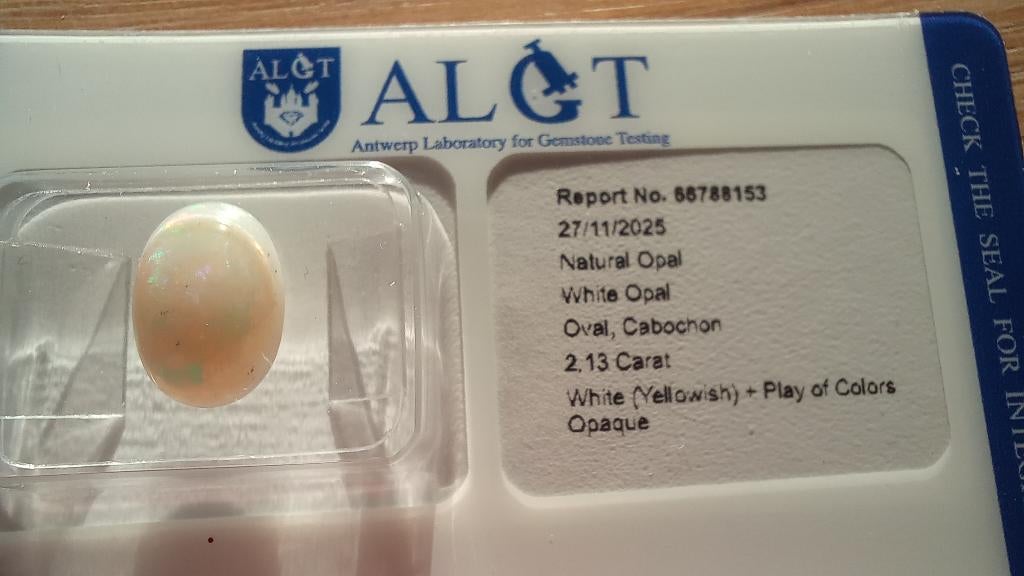 ALGT
ALGT
Antwerp Laboratory for Gemstone Testing
Report No. 66788153
27/11/2025
Natural Opal
White Opal
Oval, Cabochon
2.13 Carat
White (Yellowish) + Play of Colors
Opaque
CHECK THE SEAL FOR